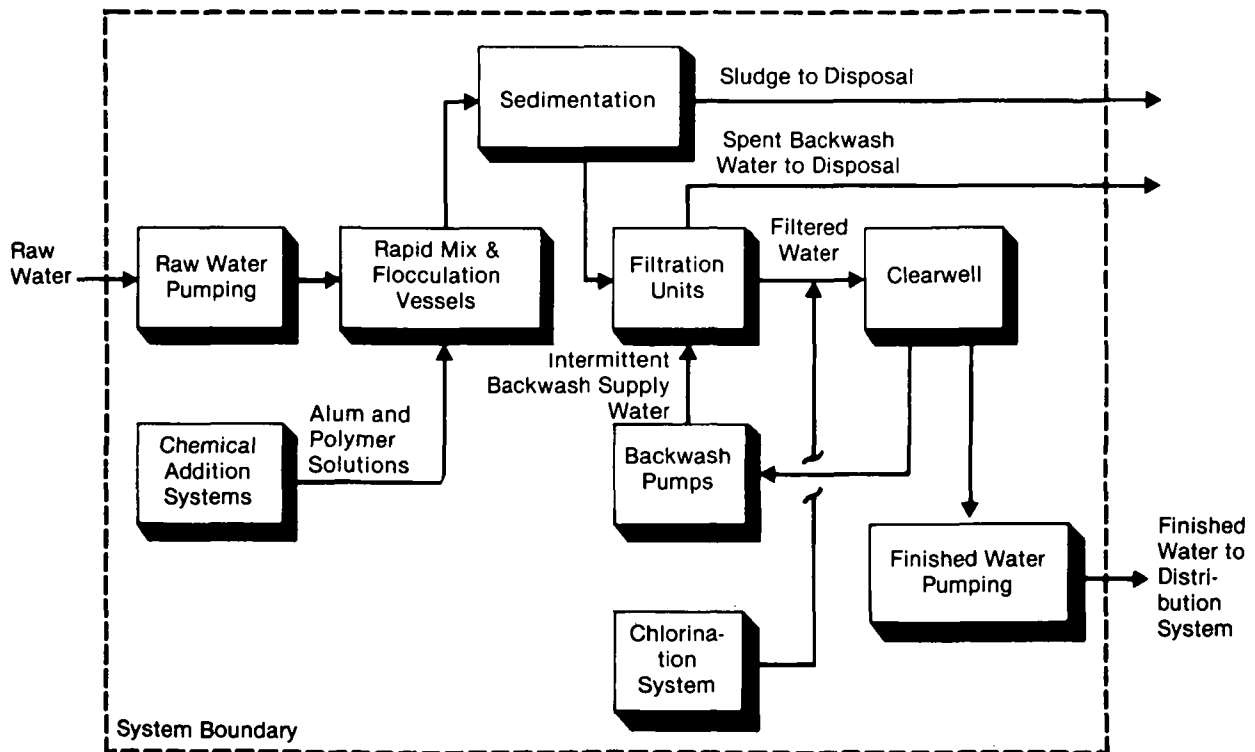 Sedimentation
Sludge to Disposal
Spent Backwash
Water to Disposal
Raw
Water
Raw Water
Pumping
Rapid Mix &
Flocculation
Vessels
Filtration
Units
Filtered
Water
Clearwell
Intermittent
Backwash Supply
Water
Chemical
Addition
Systems
Alum and
Polymer
Solutions
Backwash
Pumps
Finished Water
Pumping
Finished
Water to
Distri-
bution
System
Chlorina-
tion
System
System Boundary